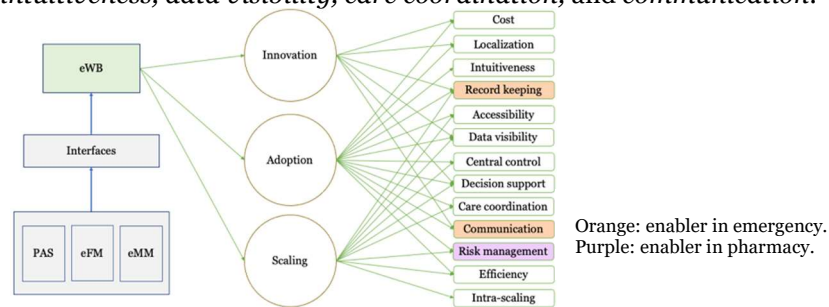 intuitiveness, data visibility, care coordination, and communication.
Cost
Innovation
Localization
eWB
Intuitiveness
Record keeping
Accessibility
Interfaces
Data visibility
Adoption
Central control
Decision support
Care coordination
Communication
Orange: enabler in emergency.
PAS
eFM
eMM
Risk management
Purple: enabler in pharmacy.
Scaling
Efficiency
Intra-scaling